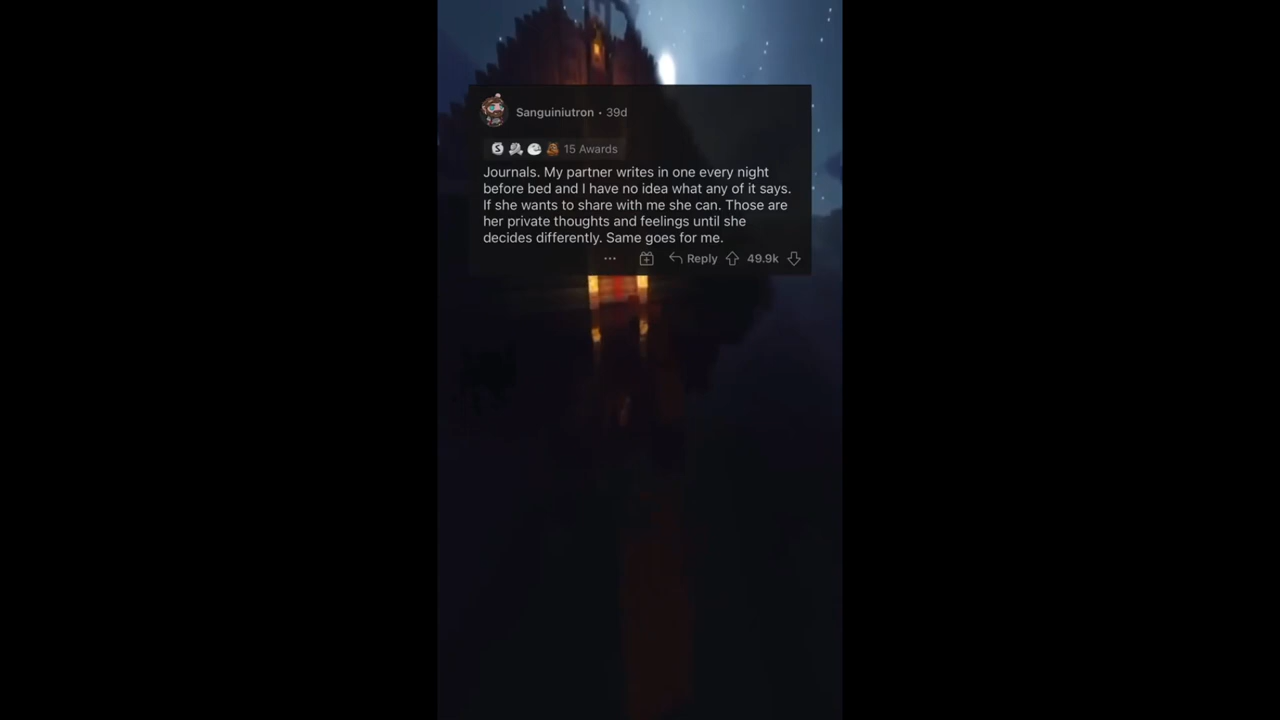 Sanguiniutron • 39d
15 Awards
Journals. My partner writes in one every night
before bed and I have no idea what any of it says.
If she wants to share with me she can. Those are
her private thoughts and feelings until she
decides differently. Same goes for me.
Reply 49.9k